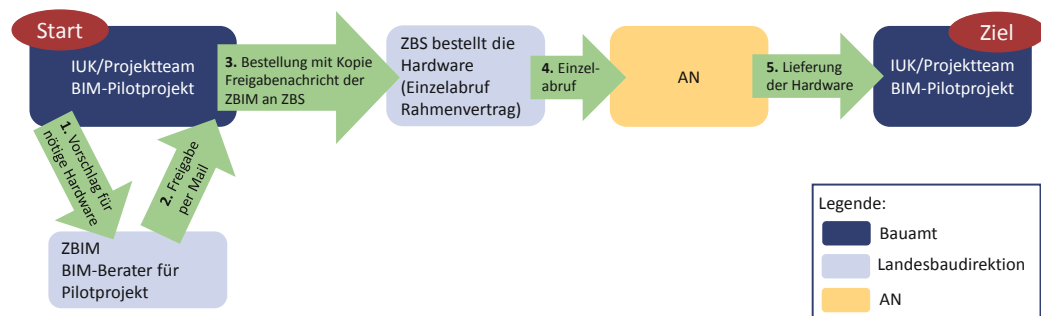 Start
IUK/Projektteam
BIM-Pilotprojekt
1. Vorschlag für
nötige Hardware
ZBIM
BIM-Berater für
Pilotprojekt
2. Freigabe
per Mail
3. Bestellung mit Kopie
Freigabenachricht der
ZBIM an ZBS
ZBS bestellt die
Hardware
(Einzelabruf
Rahmenvertrag)
4. Einzel-
abruf
AN
5. Lieferung
der Hardware
Ziel
IUK/Projektteam
BIM-Pilotprojekt
Legende:
Bauamt
Landesbaudirektion
AN